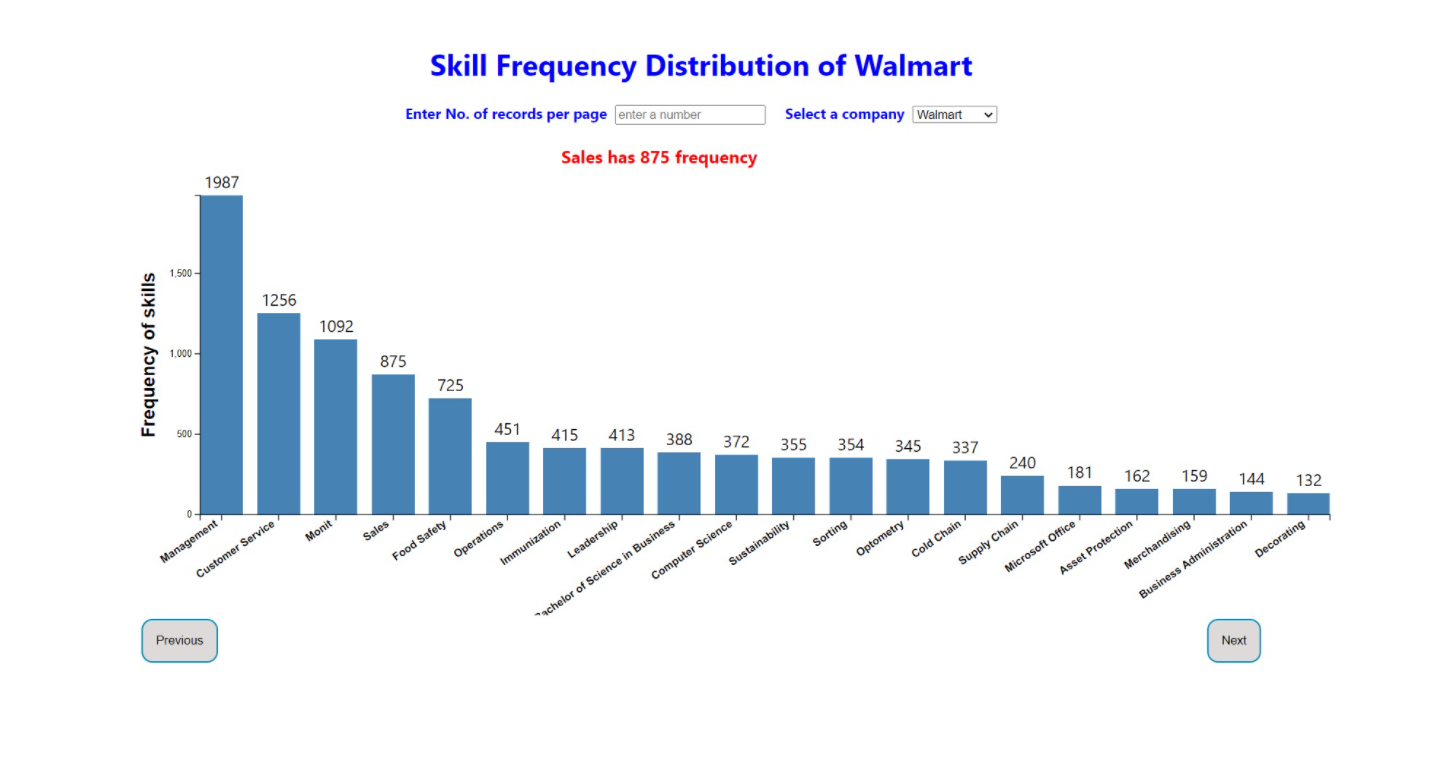 Skill Frequency Distribution of Walmart
Enter No. of records per page enter a number Select a company Walmart
Sales has 875 frequency
1987
1256
1092
875
725
451
415
413
388
372
355
354
345
337
240
181
162
159
144
132
Frequency of skills
1,500
1,000
500
0
Management
Customer Service
Monit
Sales
Food Safety
Operations
Immunization
Leadership
of Science in Business
Computer Science
Sustainability
Sorting
Optometry
Cold Chain
Supply Chain
Microsoft Office
Asset Protection
Merchandising
Business Administration
Decorating
Previous
Next